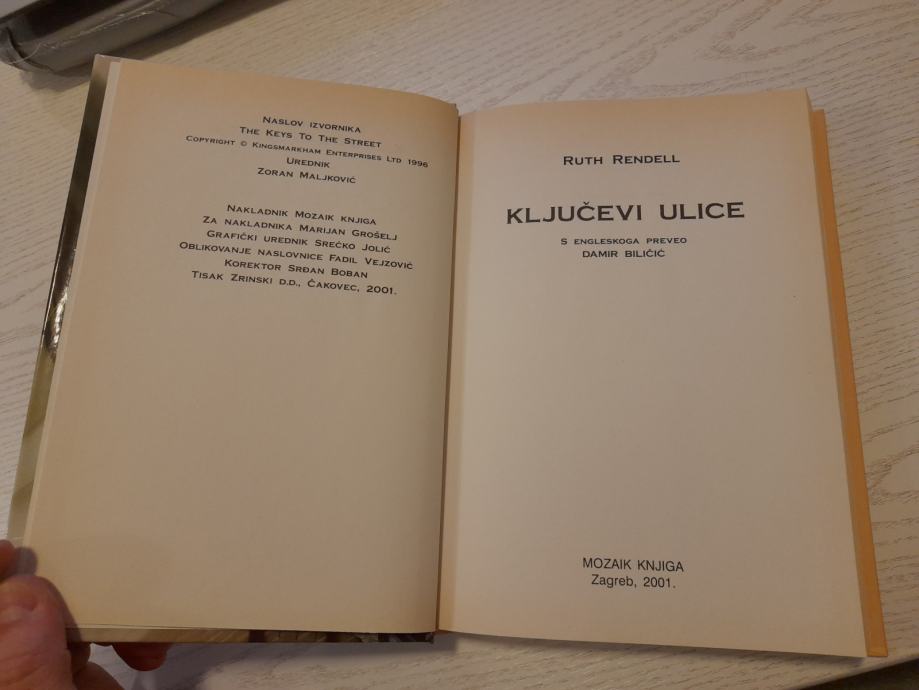 NASLOV IZVORNIKA
THE KEYS TO THE STREET
COPYRIGHT © KINGSMARKHAM ENTERPRISES LTD 1996
UREDNIK
ZORAN MALJKOVIĆ
NAKLADNIK MOZAIK KNJIGA
ZA NAKLADNIKA MARIJAN GROŠELJ
GRAFIČKI UREDNIK SREĆKO JOLIĆ
OBLIKOVANJE NASLOVNICE FADIL VEJZOVIĆ
KOREKTOR SRĐAN BOBAN
TISAK ZRINSKI D.D., ČAKOVEC, 2001.
RUTH RENDELL
KLJUČEVI ULICE
S ENGLESKOGA PREVEO
DAMIR BILIČIĆ
MOZAIK KNJIGA
Zagreb, 2001.